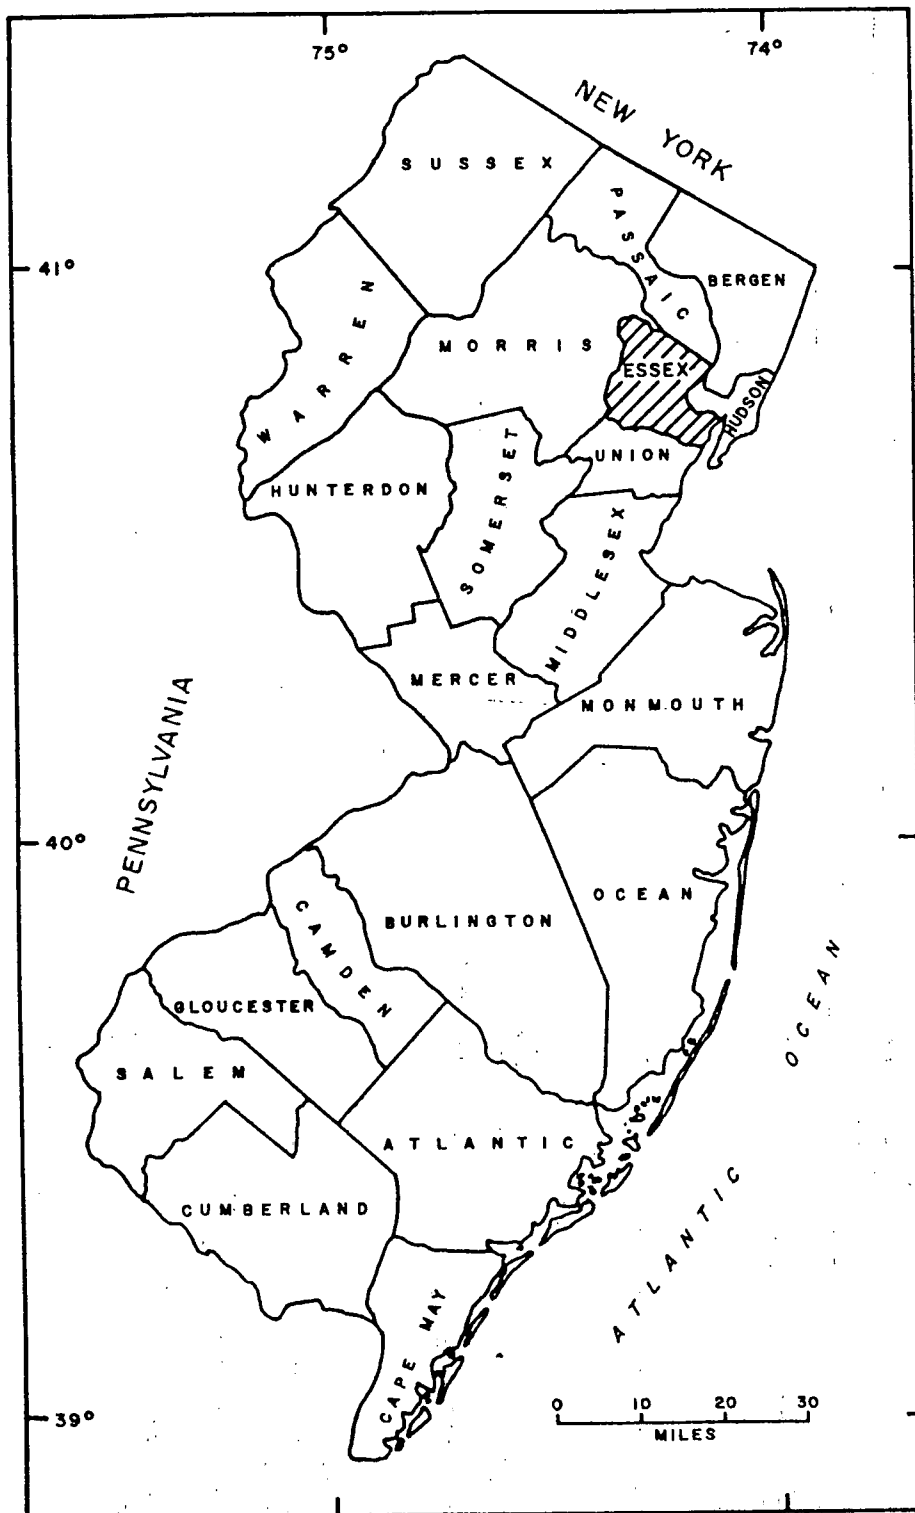 75°
74°
NEW YORK
SUSSEX
PASSAIC
41°
BERGEN
WARREN
MORRIS
ESSEX
HUDSON
UNION
HUNTERDON
SOMERSET
MIDDLESEX
MERCER
MONMOUTH
PENNSYLVANIA
40°
OCEAN
CAMDEN
BURLINGTON
GLOUCESTER
SALEM
ATLANTIC
CUMBERLAND
ATLANTIC OCEAN
CAPE MAY
39°
0 10 20 30
MILES